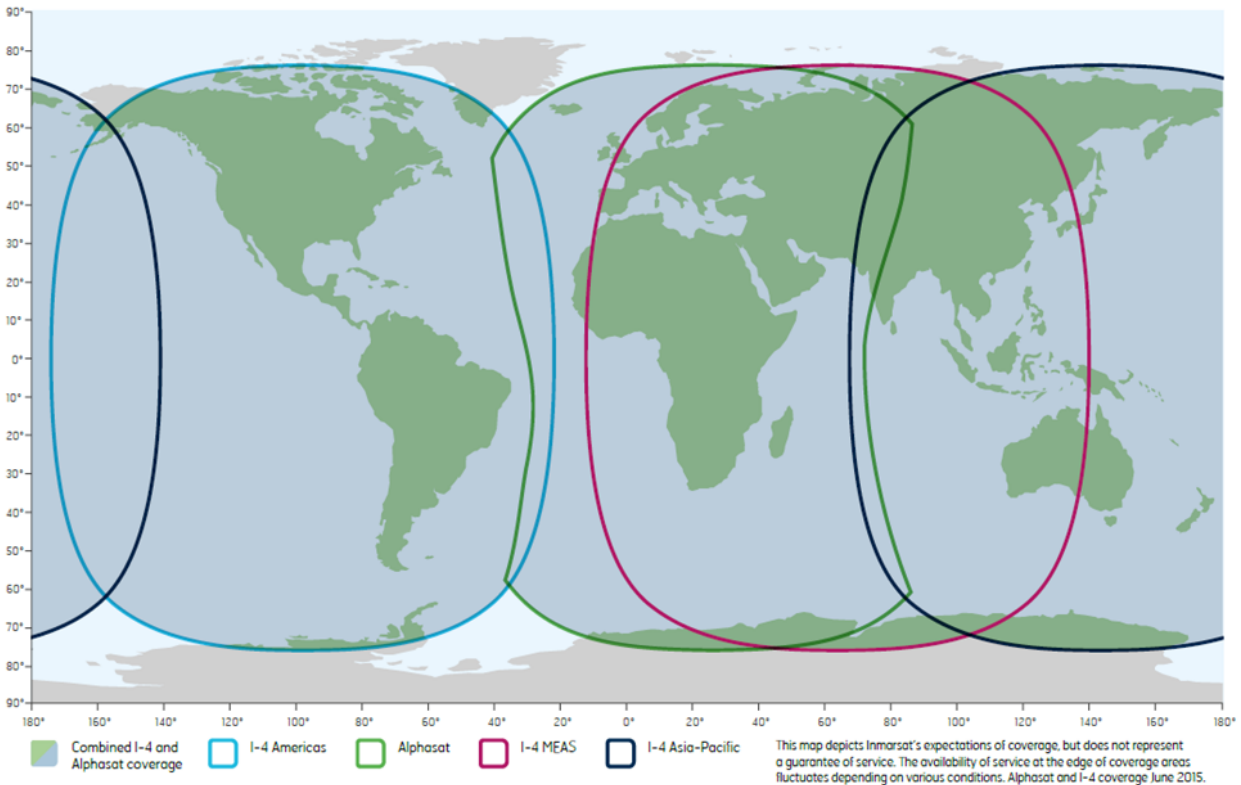 90°
80°
70°
60°
50°
40°
30°
20°
10°
0°
10°
20°
30°
40°
50°
60°
70°
80°
90°
180° 160° 140° 120° 100° 80° 60° 40° 20° 0° 20° 40° 60° 80° 100° 120° 140° 160° 180°
Combined I-4 and
Alphasat coverage
I-4 Americas
Alphasat
I-4 MEAS
I-4 Asia-Pacific
This map depicts Inmarsat's expectations of coverage, but does not represent
a guarantee of service. The availability of service at the edge of coverage areas
fluctuates depending on various conditions. Alphasat and I-4 coverage June 2015.